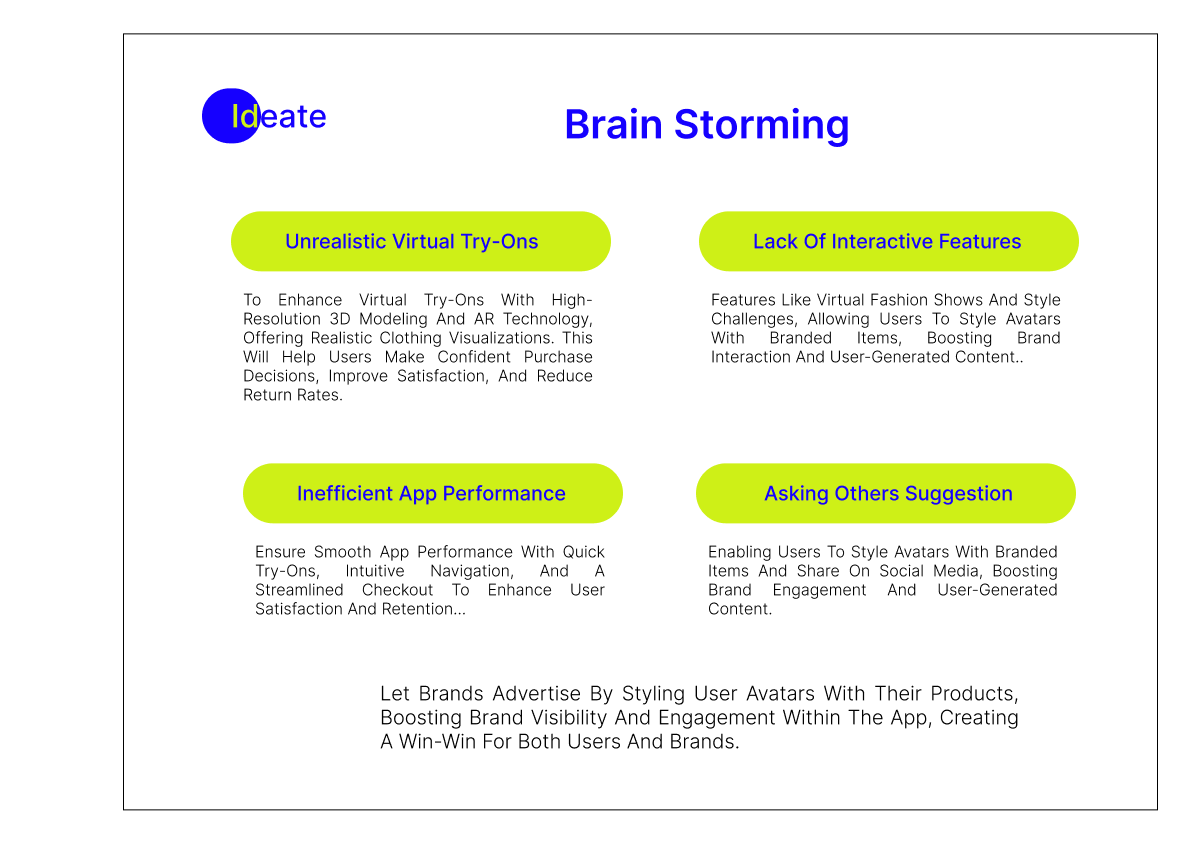 Ideate
Brain Storming
Unrealistic Virtual Try-Ons
To Enhance Virtual Try-Ons With High-
Resolution 3D Modeling And AR Technology,
Offering Realistic Clothing Visualizations. This
Will Help Users Make Confident Purchase
Decisions, Improve Satisfaction, And Reduce
Return Rates.
Lack Of Interactive Features
Features Like Virtual Fashion Shows And Style
Challenges, Allowing Users To Style Avatars
With Branded Items, Boosting Brand
Interaction And User-Generated Content..
Inefficient App Performance
Ensure Smooth App Performance With Quick
Try-Ons, Intuitive Navigation, And A
Streamlined Checkout To Enhance User
Satisfaction And Retention...
Asking Others Suggestion
Enabling Users To Style Avatars With Branded
Items And Share On Social Media, Boosting
Brand Engagement And User-Generated
Content.
Let Brands Advertise By Styling User Avatars With Their Products,
Boosting Brand Visibility And Engagement Within The App, Creating
A Win-Win For Both Users And Brands.